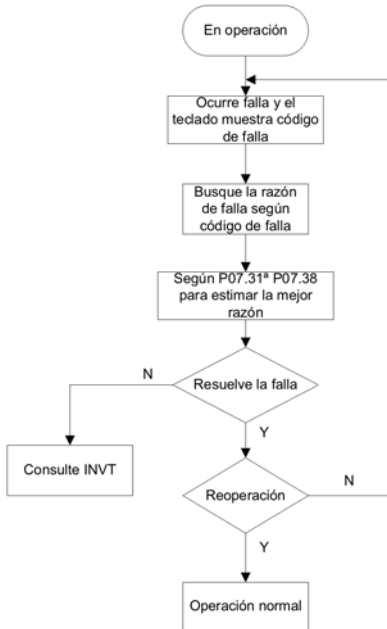 En operación
Ocurre falla y el
teclado muestra código
de falla
Busque la razón
de falla según
código de falla
Según P07.31ª P07.38
para estimar la mejor
razón
Resuelve la falla
N
Y
Consulte INVT
Reoperación
N
Y
Operación normal